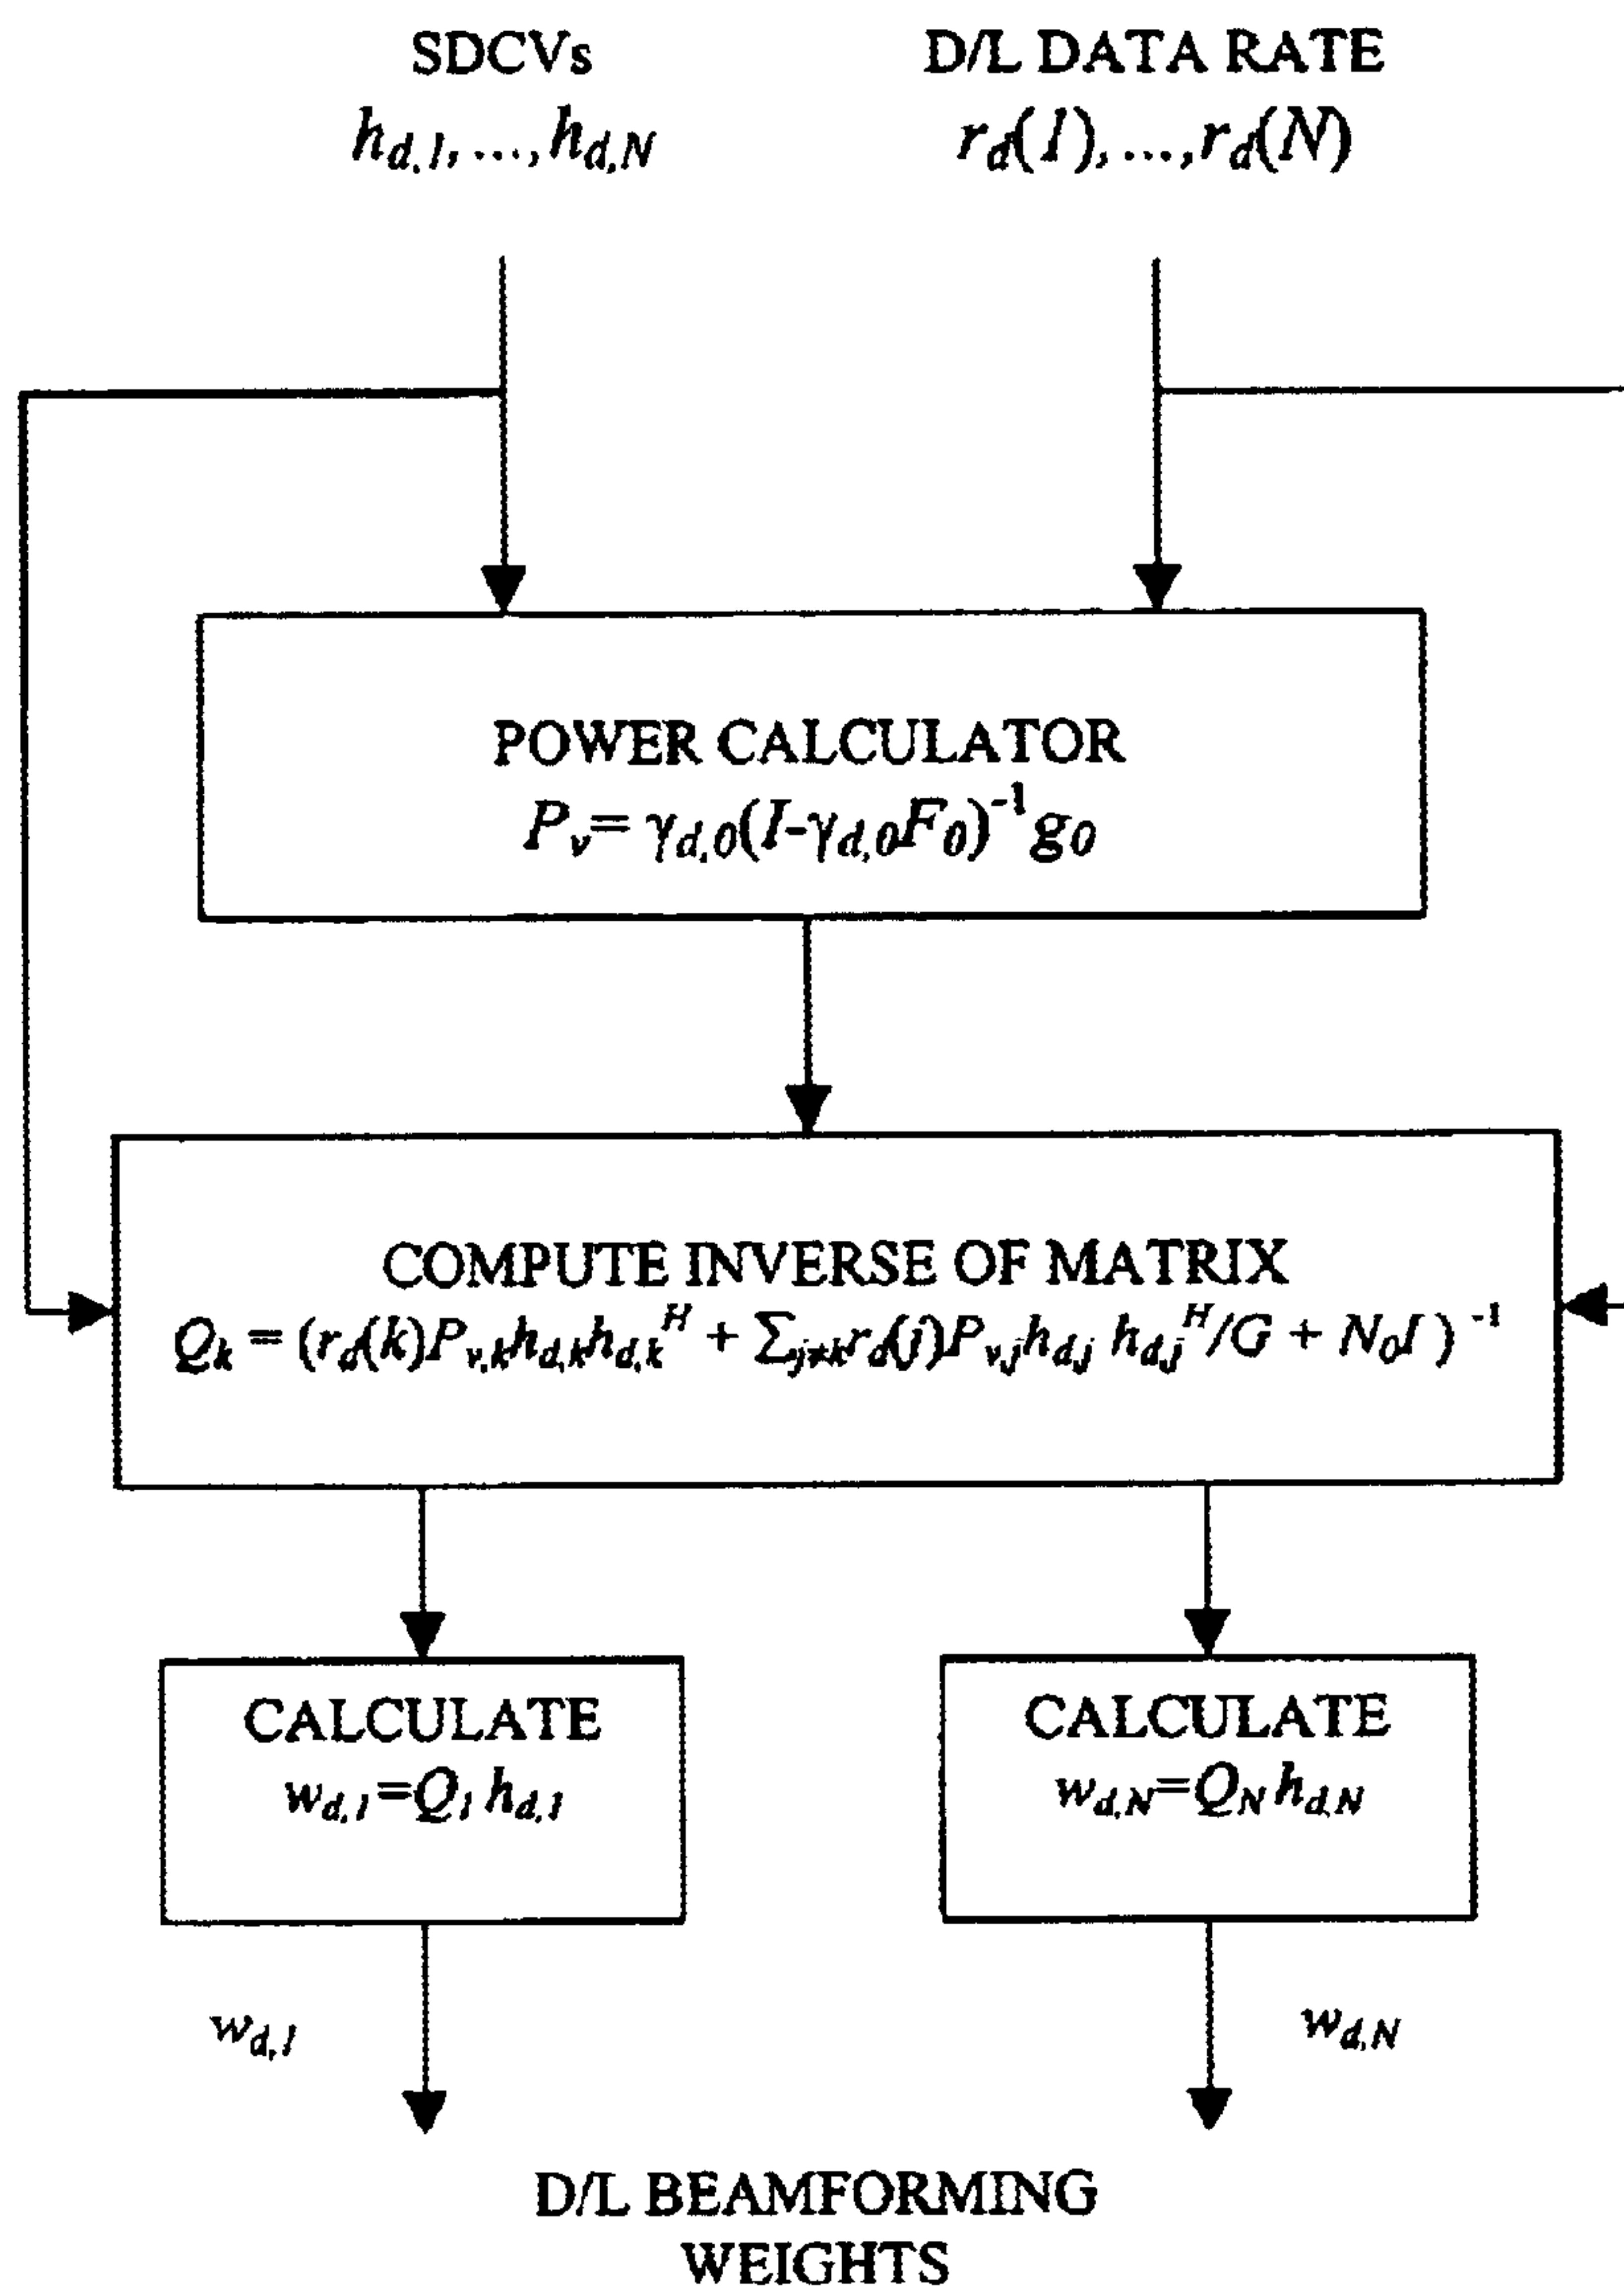 SDCVs
h_{d,1},...,h_{d,N}
D/L DATA RATE
r_d(1),...,r_d(N)
POWER CALCULATOR
P_v= γ_{d,0}(I-γ_{d,0}F_0)^{-1}g_0
COMPUTE INVERSE OF MATRIX
Q_k = (r_d(k)P_{v,k}h_{d,k}h_{d,k}^H + ∑_{j≠k}r_d(j)P_{v,j}h_{d,j} h_{d,j}^H/G + N_0I )^{-1}
CALCULATE
w_{d,1}=Q_1 h_{d,1}
CALCULATE
w_{d,N}=Q_N h_{d,N}
w_{d,1}
w_{d,N}
D/L BEAMFORMING
WEIGHTS